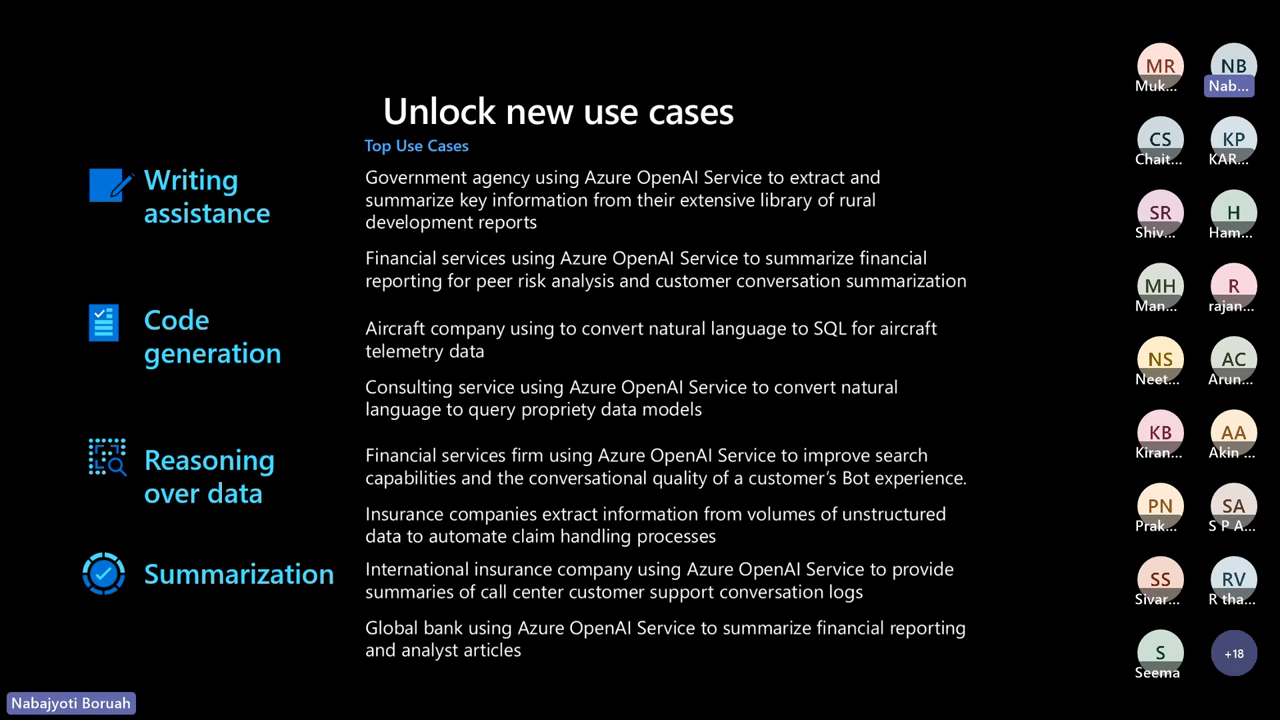 Unlock new use cases
Top Use Cases
Writing
assistance
Government agency using Azure OpenAI Service to extract and
summarize key information from their extensive library of rural
development reports
Financial services using Azure OpenAI Service to summarize financial
reporting for peer risk analysis and customer conversation summarization
Code
generation
Aircraft company using to convert natural language to SQL for aircraft
telemetry data
Consulting service using Azure OpenAI Service to convert natural
language to query propriety data models
Reasoning
over data
Financial services firm using Azure OpenAI Service to improve search
capabilities and the conversational quality of a customer’s Bot experience.
Insurance companies extract information from volumes of unstructured
data to automate claim handling processes
Summarization
International insurance company using Azure OpenAI Service to provide
summaries of call center customer support conversation logs
Global bank using Azure OpenAI Service to summarize financial reporting
and analyst articles
MR
Muk...
NB
Nab...
CS
Chait...
KP
KAR...
SR
Shiv...
H
Ham...
MH
Man...
R
rajan...
NS
Neet...
AC
Arun...
KB
Kiran...
AA
Akin ...
PN
Prak...
SA
S P A...
SS
Sivar...
RV
R tha...
S
Seema
+18
Nabajyoti Boruah